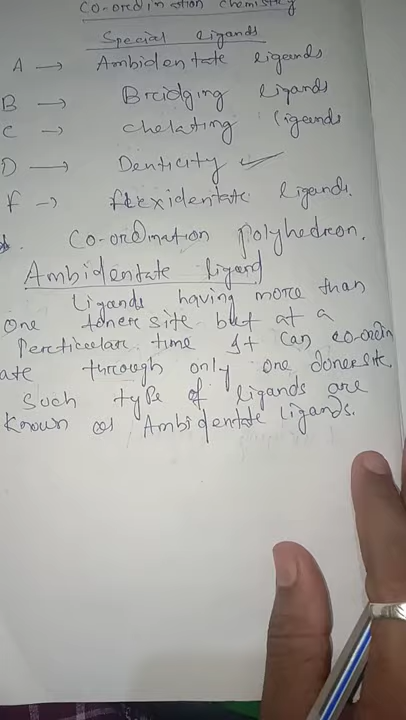 Co-ordination chemistry
Special ligands
A → Ambidentate ligands
B → Bridging ligands
C → chelating ligands
D → Denticity ✓
F → flexidentate ligands.
Co-ordination polyhedron.
Ambidentate ligand
Ligands having more than
one doner site but at a
perticular time It can co-ordin
ate through only one doner site.
Such type of ligands are
known as Ambidentate ligands.